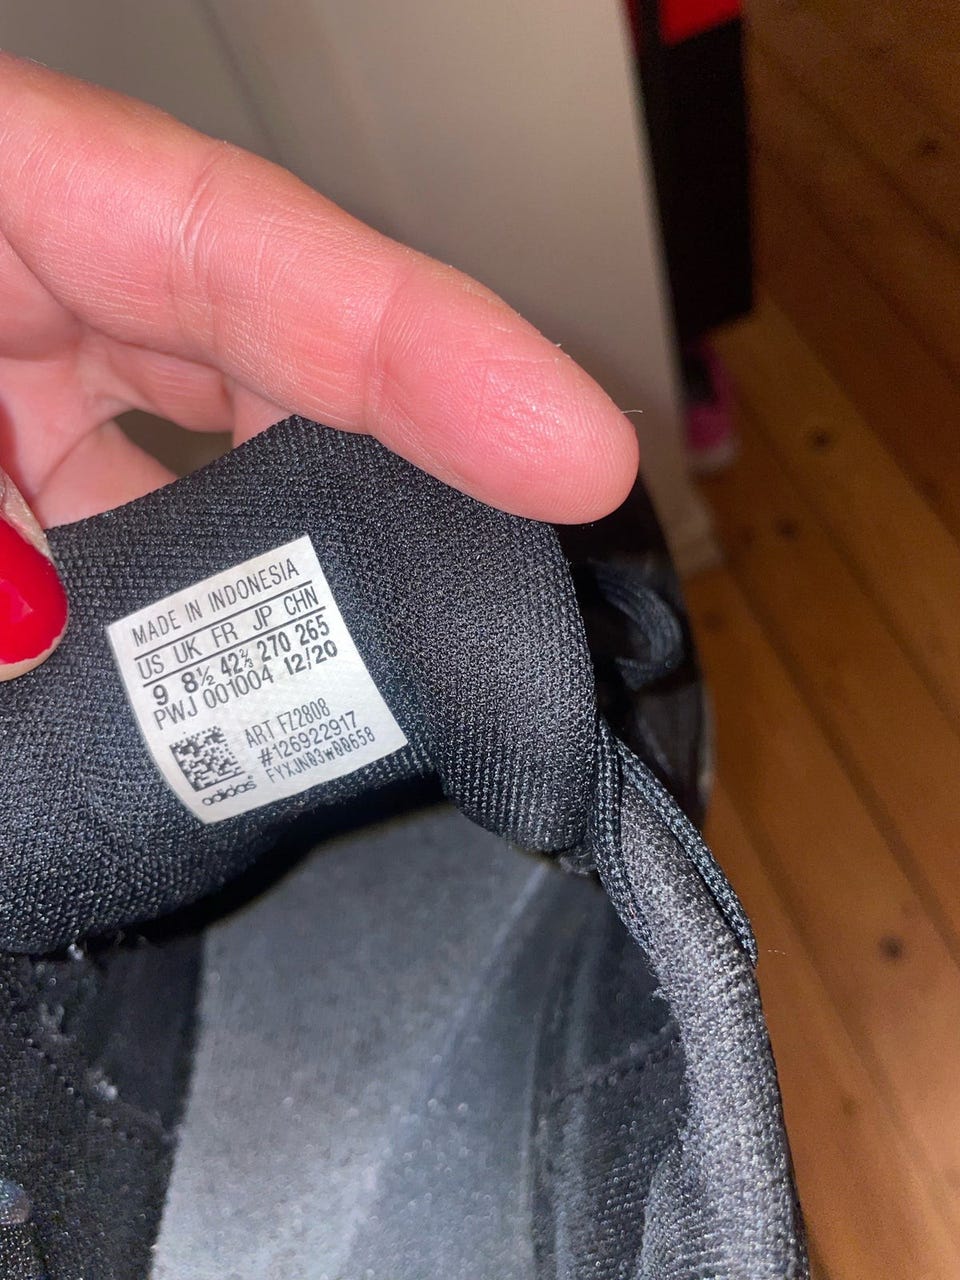 MADE IN INDONESIA
US UK FR JP CHN
9 8½ 42⅔ 270 265
PWJ 001004 12/20
ART FZ2808
#126922917
FYXJN03W00658
adidas